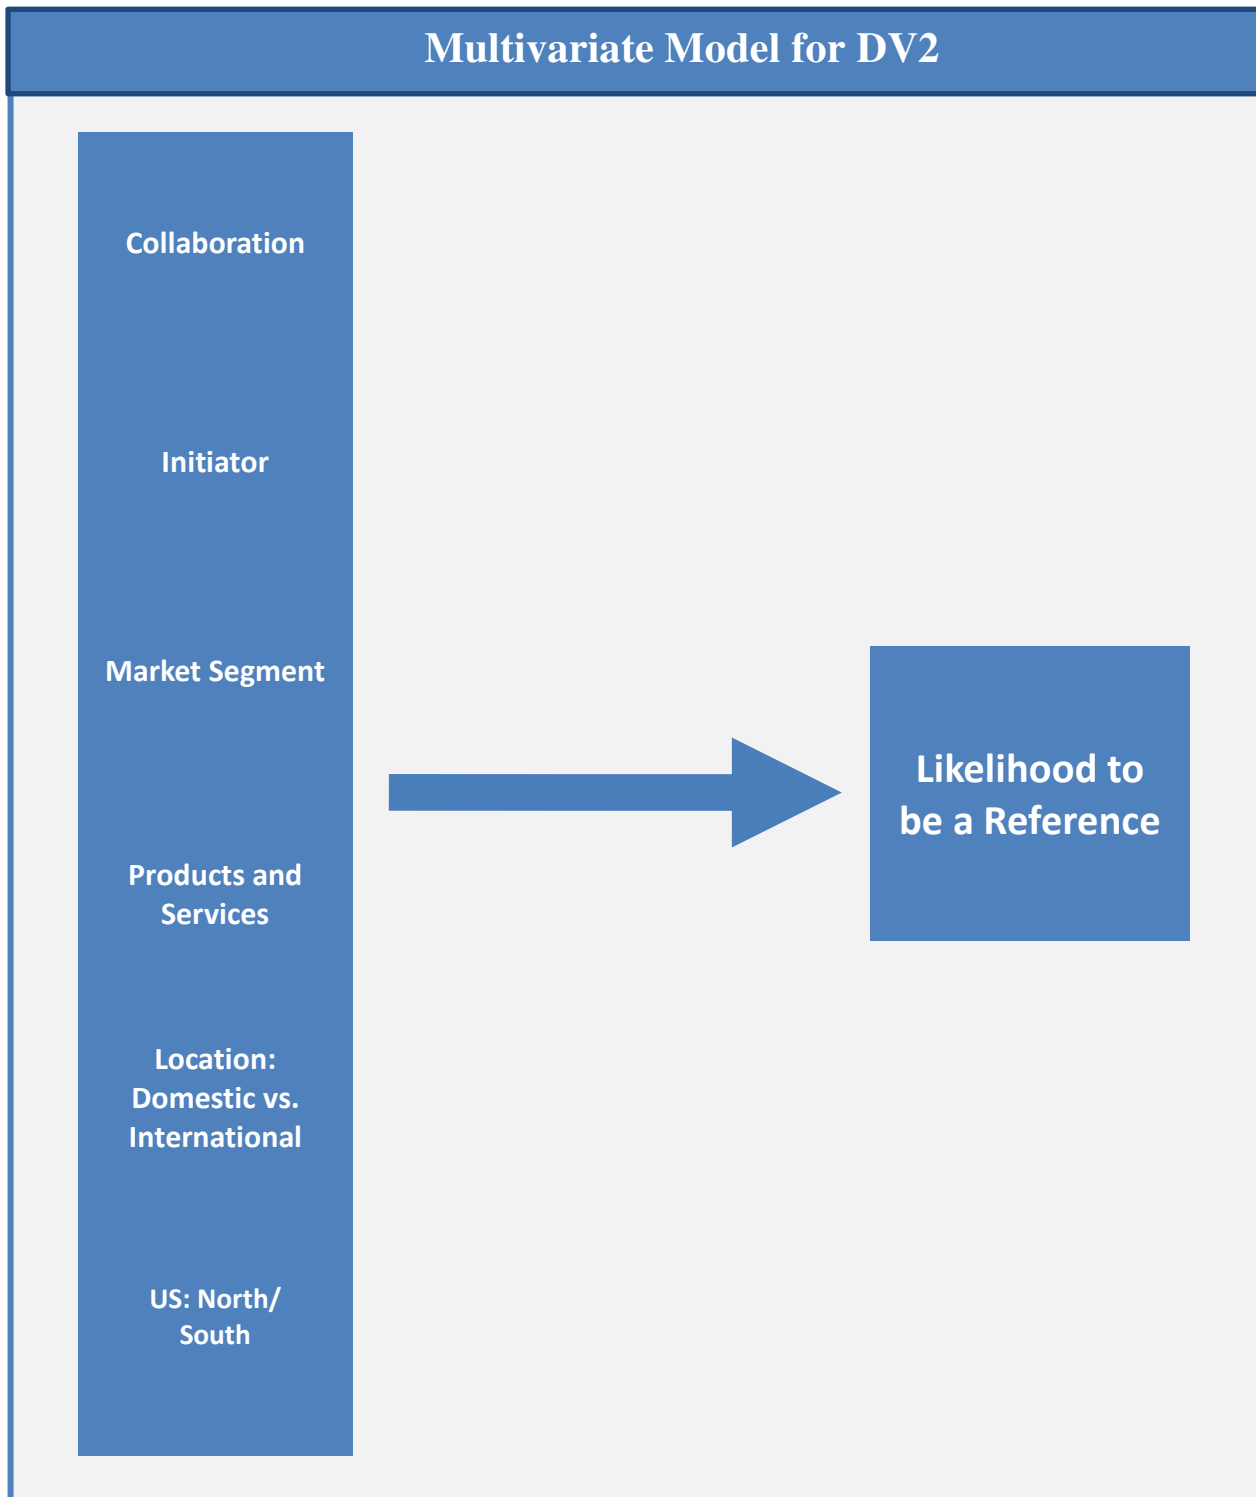 Multivariate Model for DV2
Collaboration
Initiator
Market Segment
Products and
Services
Location:
Domestic vs.
International
US: North/
South
Likelihood to
be a Reference